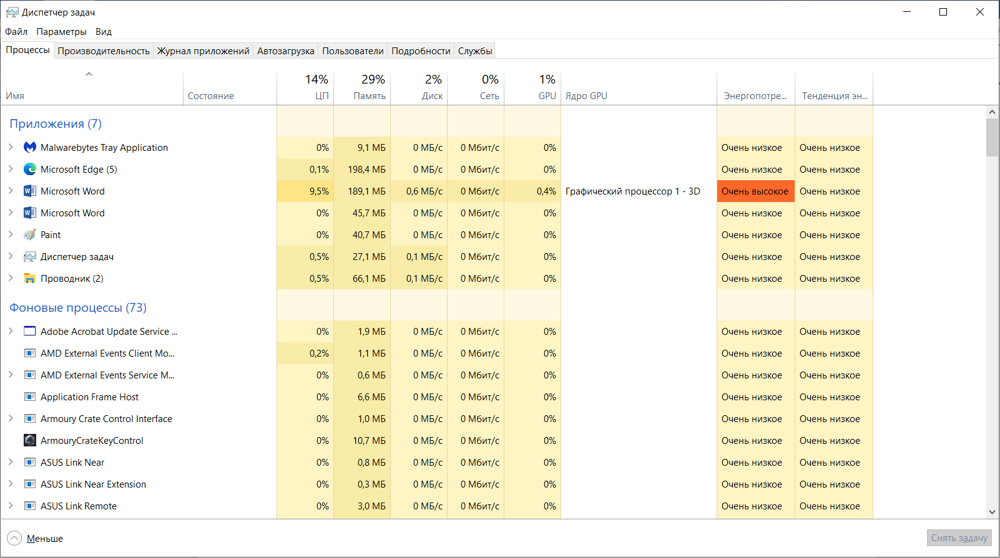 Диспетчер задач
Файл Параметры Вид
Процессы Производительность Журнал приложений Автозагрузка Пользователи Подробности Службы
14% 29% 2% 0% 1%
Имя Состояние ЦП Память Диск Сеть GPU Ядро GPU Энергопотре... Тенденция эн...
Приложения (7)
Malwarebytes Tray Application 0% 9,1 МБ 0 МБ/с 0 Мбит/с 0% Очень низкое Очень низкое
Microsoft Edge (5) 0,1% 198,4 МБ 0 МБ/с 0 Мбит/с 0% Очень низкое Очень низкое
Microsoft Word 9,5% 189,1 МБ 0,6 МБ/с 0 Мбит/с 0,4% Графический процессор 1 - 3D Очень высокое Очень низкое
Microsoft Word 0% 45,7 МБ 0 МБ/с 0 Мбит/с 0% Очень низкое Очень низкое
Paint 0% 40,7 МБ 0 МБ/с 0 Мбит/с 0% Очень низкое Очень низкое
Диспетчер задач 0,5% 27,1 МБ 0,1 МБ/с 0 Мбит/с 0% Очень низкое Очень низкое
Проводник (2) 0,5% 66,1 МБ 0,1 МБ/с 0 Мбит/с 0% Очень низкое Очень низкое
Фоновые процессы (73)
Adobe Acrobat Update Service ... 0% 1,9 МБ 0 МБ/с 0 Мбит/с 0% Очень низкое Очень низкое
AMD External Events Client Mo... 0,2% 1,1 МБ 0 МБ/с 0 Мбит/с 0% Очень низкое Очень низкое
AMD External Events Service M... 0% 0,6 МБ 0 МБ/с 0 Мбит/с 0% Очень низкое Очень низкое
Application Frame Host 0% 6,6 МБ 0 МБ/с 0 Мбит/с 0% Очень низкое Очень низкое
Armoury Crate Control Interface 0% 1,0 МБ 0 МБ/с 0 Мбит/с 0% Очень низкое Очень низкое
ArmouryCrateKeyControl 0% 10,7 МБ 0 МБ/с 0 Мбит/с 0% Очень низкое Очень низкое
ASUS Link Near 0% 0,8 МБ 0 МБ/с 0 Мбит/с 0% Очень низкое Очень низкое
ASUS Link Near Extension 0% 0,3 МБ 0 МБ/с 0 Мбит/с 0% Очень низкое Очень низкое
ASUS Link Remote 0% 3,0 МБ 0 МБ/с 0 Мбит/с 0% Очень низкое Очень низкое
Меньше Снять задачу